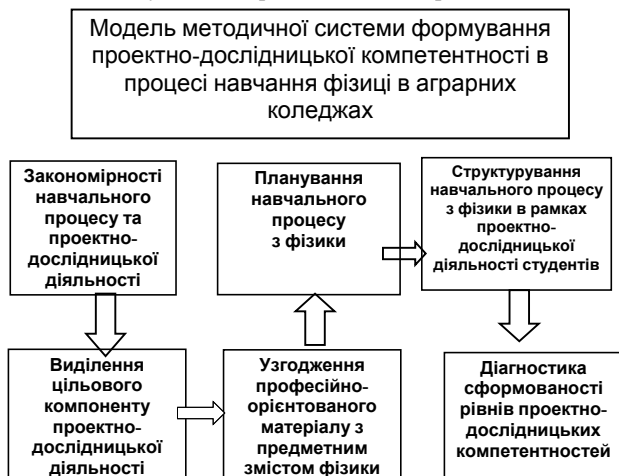 Модель методичної системи формування
проектно-дослідницької компетентності в
процесі навчання фізиці в аграрних
коледжах
Закономірності
навчального
процесу та
проектно-
дослідницької
діяльності
Планування
навчального
процесу
з фізики
Структурування
навчального процесу
з фізики в рамках
проектно-
дослідницької
діяльності студентів
Виділення
цільового
компоненту
проектно-
дослідницької
діяльності
Узгодження
професійно-
орієнтованого
матеріалу з
предметним
змістом фізики
Діагностика
сформованості
рівнів проектно-
дослідницьких
компетентностей